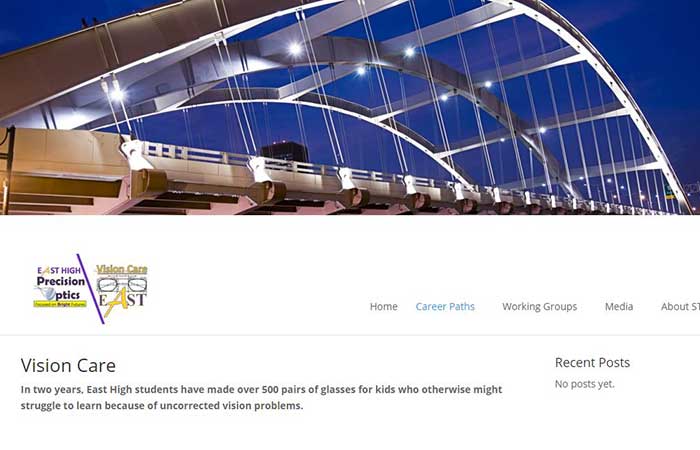 EAST HIGH
Precision
Optics
Focused on Bright Futures
Vision Care
EAST
Home
Career Paths
Working Groups
Media
About ST
Vision Care
In two years, East High students have made over 500 pairs of glasses for kids who otherwise might
struggle to learn because of uncorrected vision problems.
Recent Posts
No posts yet.